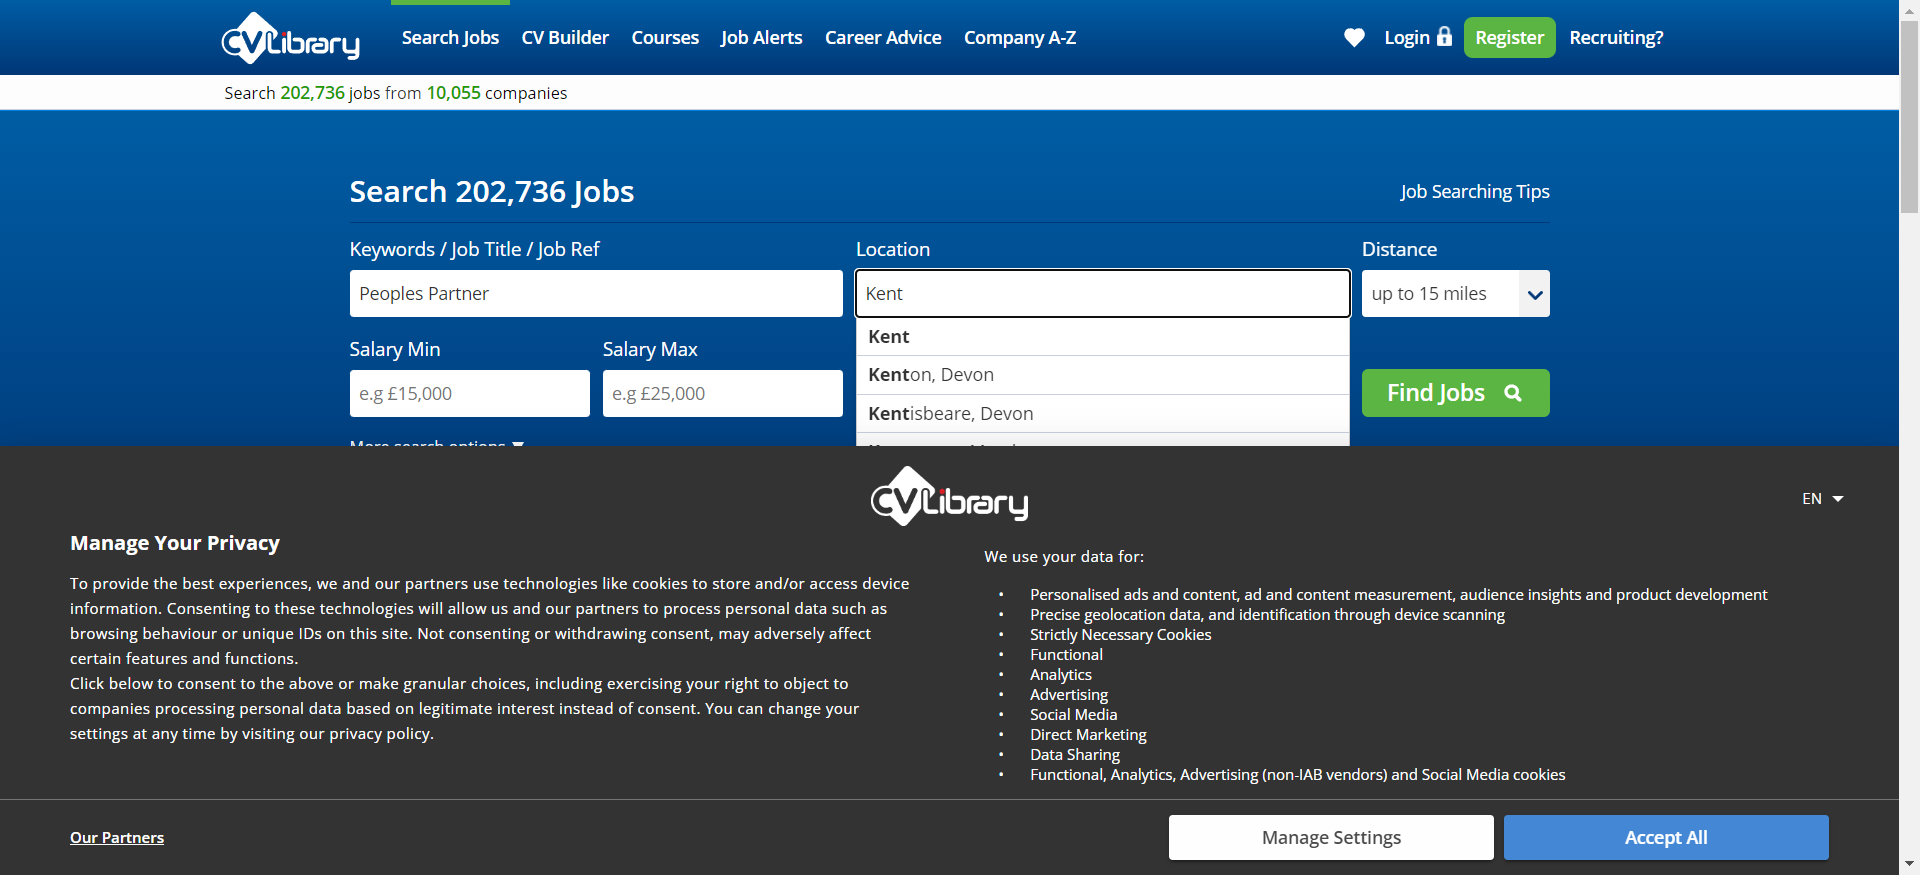 CVLibrary
Search Jobs
CV Builder
Courses
Job Alerts
Career Advice
Company A-Z
Login
Register
Recruiting?
Search 202,736 jobs from 10,055 companies
Search 202,736 Jobs
Job Searching Tips
Keywords / Job Title / Job Ref
Location
Distance
Peoples Partner
Kent
up to 15 miles
Kent
Kenton, Devon
Kentisbeare, Devon
Salary Min
Salary Max
e.g £15,000
e.g £25,000
Find Jobs
More search options
CVLibrary
EN
Manage Your Privacy
To provide the best experiences, we and our partners use technologies like cookies to store and/or access device
information. Consenting to these technologies will allow us and our partners to process personal data such as
browsing behaviour or unique IDs on this site. Not consenting or withdrawing consent, may adversely affect
certain features and functions.
Click below to consent to the above or make granular choices, including exercising your right to object to
companies processing personal data based on legitimate interest instead of consent. You can change your
settings at any time by visiting our privacy policy.
We use your data for:
• Personalised ads and content, ad and content measurement, audience insights and product development
• Precise geolocation data, and identification through device scanning
• Strictly Necessary Cookies
• Functional
• Analytics
• Advertising
• Social Media
• Direct Marketing
• Data Sharing
• Functional, Analytics, Advertising (non-IAB vendors) and Social Media cookies
Our Partners
Manage Settings
Accept All